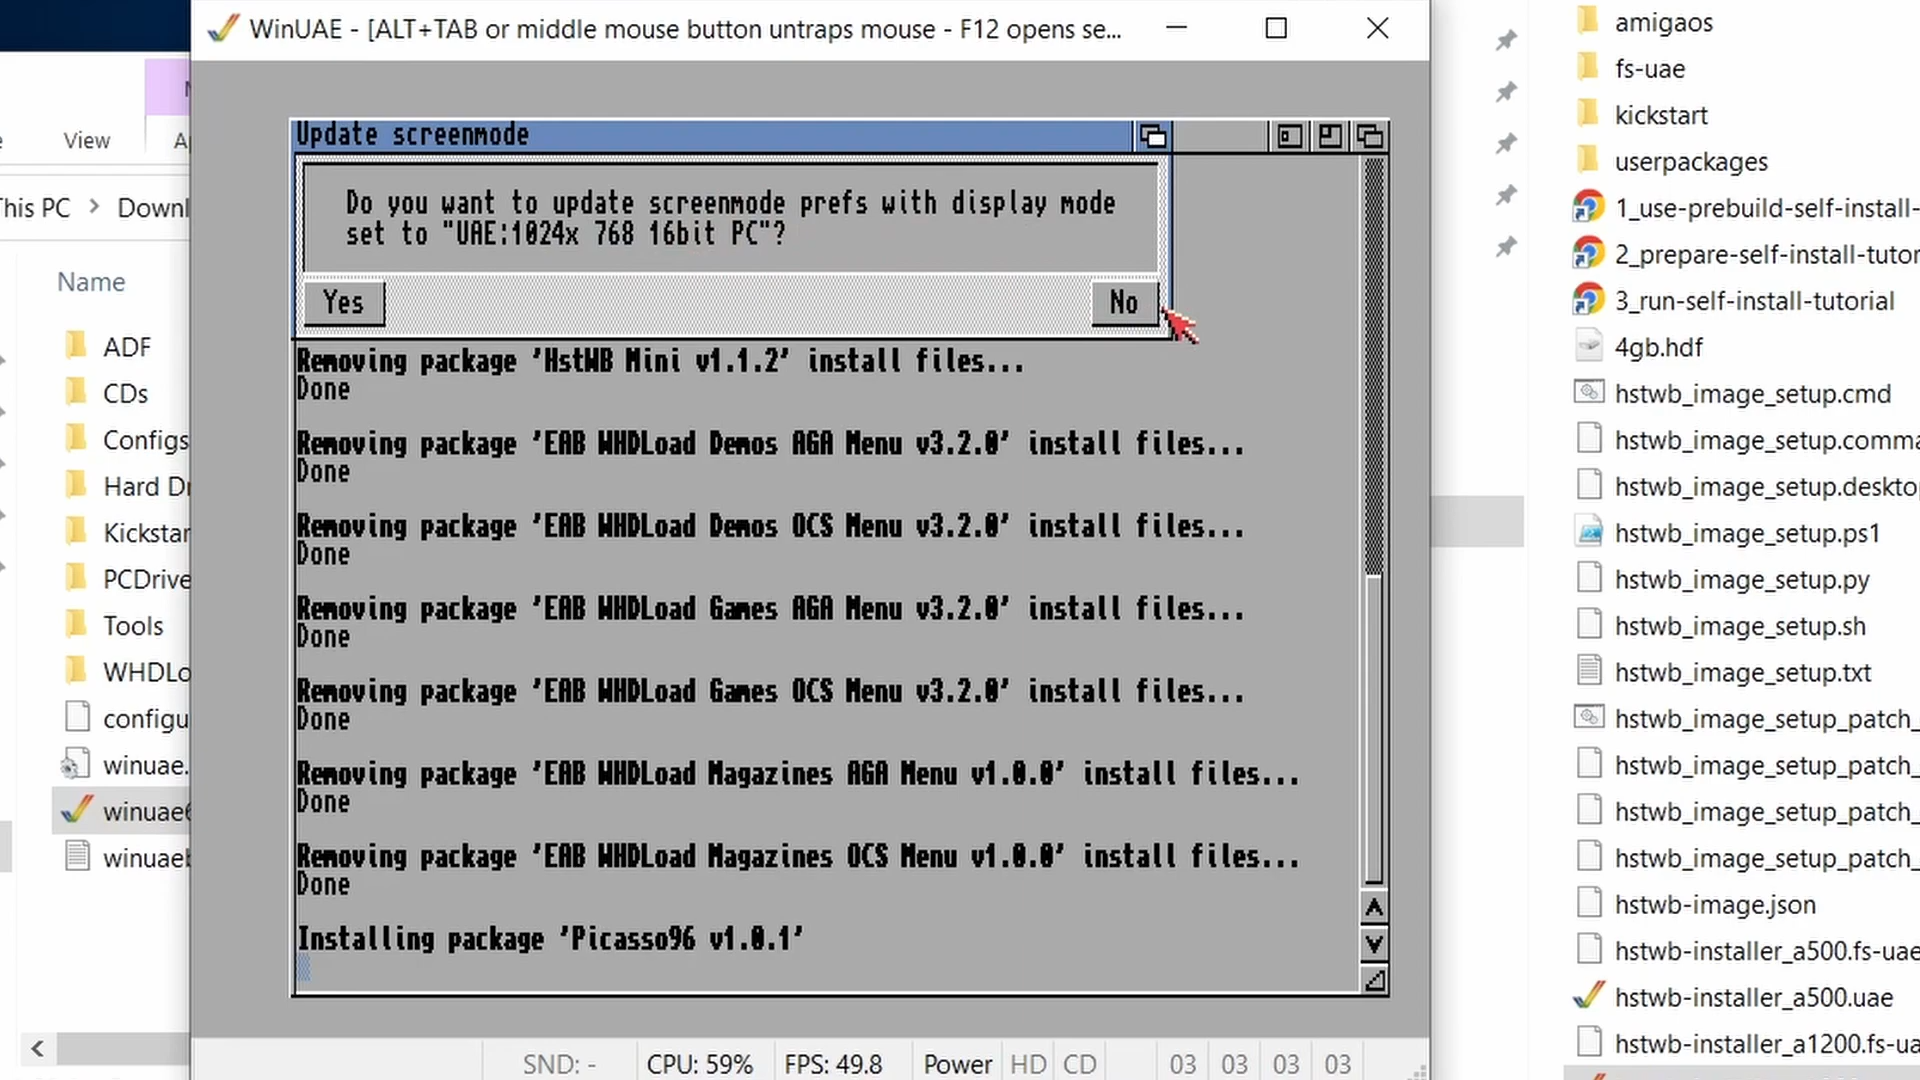 WinUAE - [ALT+TAB or middle mouse button untraps mouse - F12 opens se...
View
This PC > Downl
Name
ADF
CDs
Configs
Hard Dr
Kickstar
PCDrive
Tools
WHDLo
configu
winuae.
winuae6
winuaeb
Update screenmode
Do you want to update screenmode prefs with display mode
set to "UAE:1024x 768 16bit PC"?
Yes
No
Removing package 'HstWB Mini v1.1.2' install files...
Done
Removing package 'EAB WHDLoad Demos AGA Menu v3.2.0' install files...
Done
Removing package 'EAB WHDLoad Demos OCS Menu v3.2.0' install files...
Done
Removing package 'EAB WHDLoad Games AGA Menu v3.2.0' install files...
Done
Removing package 'EAB WHDLoad Games OCS Menu v3.2.0' install files...
Done
Removing package 'EAB WHDLoad Magazines AGA Menu v1.0.0' install files...
Done
Removing package 'EAB WHDLoad Magazines OCS Menu v1.0.0' install files...
Done
Installing package 'Picasso96 v1.0.1'
SND: - CPU: 59% FPS: 49.8 Power HD CD 03 03 03 03
amigaos
fs-uae
kickstart
userpackages
1_use-prebuild-self-install-
2_prepare-self-install-tutor
3_run-self-install-tutorial
4gb.hdf
hstwb_image_setup.cmd
hstwb_image_setup.comma
hstwb_image_setup.deskto
hstwb_image_setup.ps1
hstwb_image_setup.py
hstwb_image_setup.sh
hstwb_image_setup.txt
hstwb_image_setup_patch_
hstwb_image_setup_patch_
hstwb_image_setup_patch_
hstwb_image_setup_patch_
hstwb-image.json
hstwb-installer_a500.fs-uae
hstwb-installer_a500.uae
hstwb-installer_a1200.fs-ua